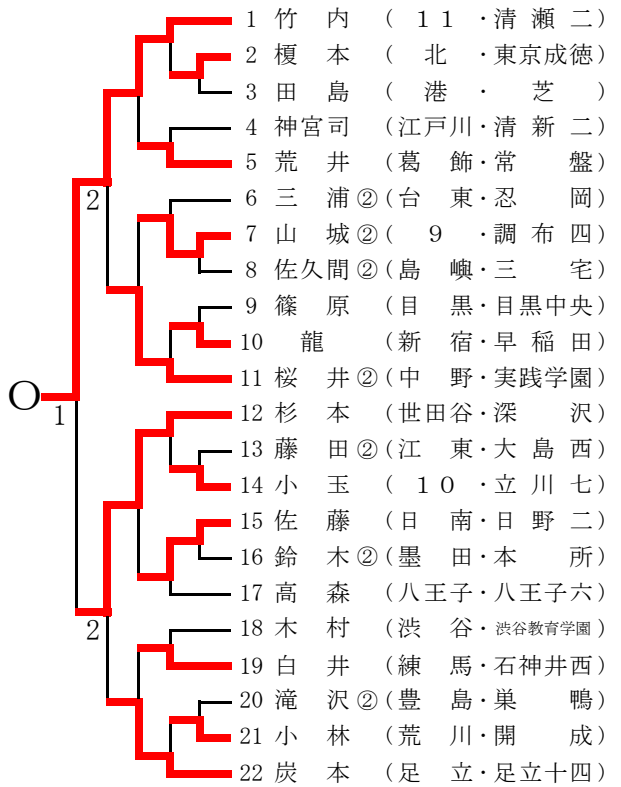 1 竹内 (11・清瀬二)
2 榎本 (北・東京成徳)
3 田島 (港・芝)
4 神宮司 (江戸川・清新二)
5 荒井 (葛飾・常盤)
2
6 三浦② (台東・忍岡)
7 山城② (9・調布四)
8 佐久間② (島嶼・三宅)
9 篠原 (目黒・目黒中央)
10 龍 (新宿・早稲田)
11 桜井② (中野・実践学園)
1
12 杉本 (世田谷・深沢)
13 藤田② (江東・大島西)
14 小玉 (10・立川七)
15 佐藤 (日南・日野二)
16 鈴木② (墨田・本所)
17 高森 (八王子・八王子六)
2
18 木村 (渋谷・渋谷教育学園)
19 白井 (練馬・石神井西)
20 滝沢② (豊島・巣鴨)
21 小林 (荒川・開成)
22 炭本 (足立・足立十四)